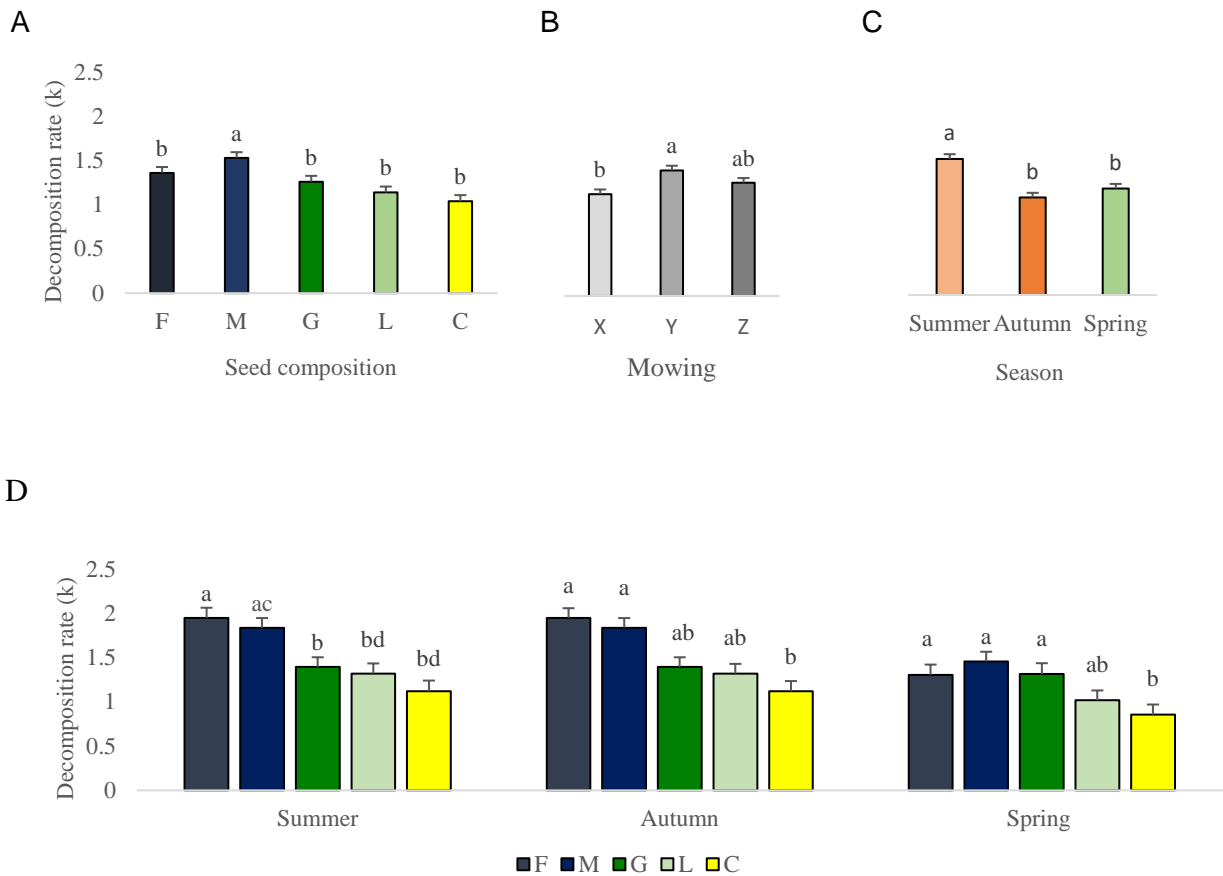 A
B
C
Decomposition rate (k)
2.5
2
1.5
1
0.5
0
b
a
b
b
b
F
M
G
L
C
Seed composition
b
a
ab
X
Y
Z
Mowing
a
b
b
Summer Autumn Spring
Season
D
Decomposition rate (k)
2.5
2
1.5
1
0.5
0
a ac b bd bd
a a ab ab b
a a a ab b
Summer
Autumn
Spring
F M G L C